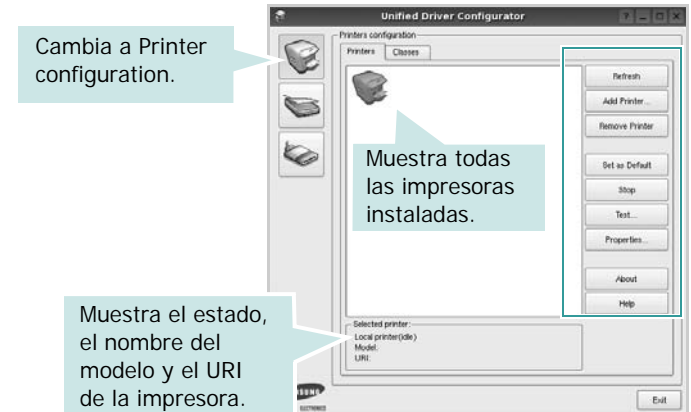 Unified Driver Configurator
Cambia a Printer
configuration.
Printers configuration
Printers Classes
Refresh
Add Printer...
Remove Printer
Set as Default
Stop
Test...
Properties...
About
Help
Muestra todas
las impresoras
instaladas.
Muestra el estado,
el nombre del
modelo y el URI
de la impresora.
Selected printer:
Local printer(idle)
Model:
URI:
Exit